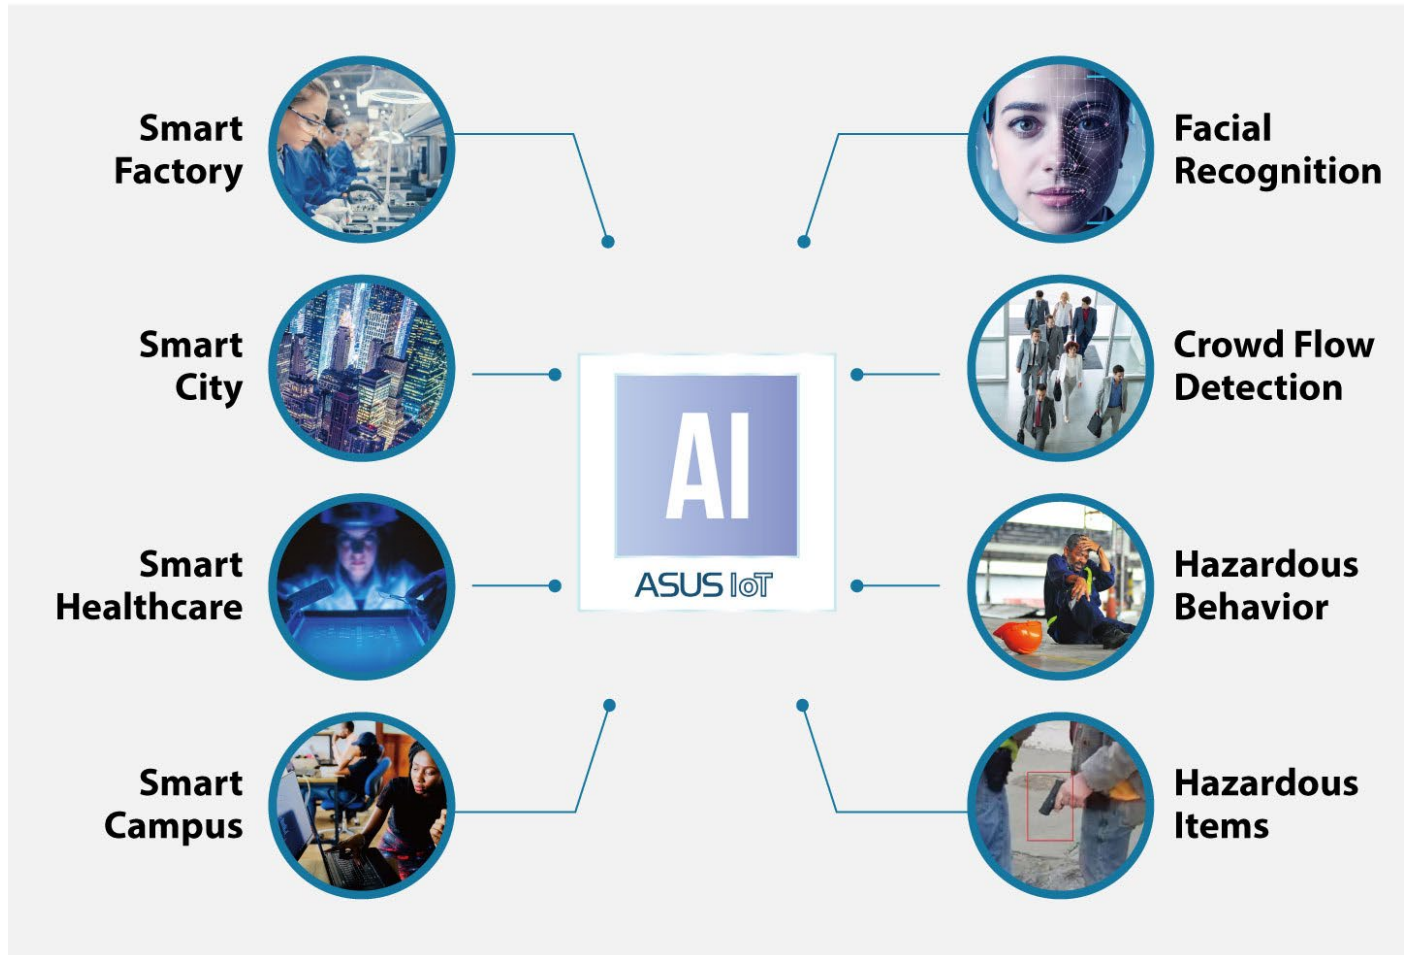 Smart
Factory
Smart
City
Smart
Healthcare
Smart
Campus
AI
ASUS IoT
Facial
Recognition
Crowd Flow
Detection
Hazardous
Behavior
Hazardous
Items